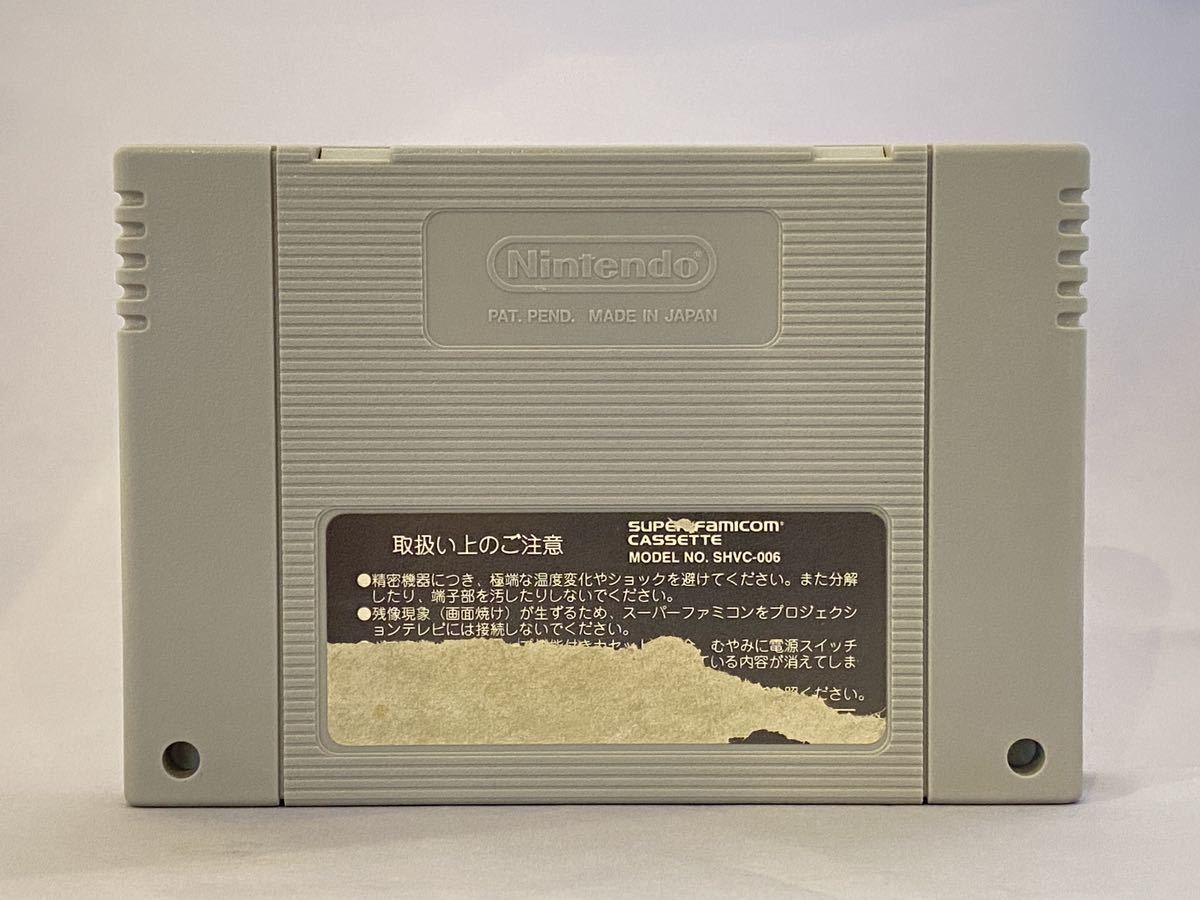 Nintendo®
PAT. PEND. MADE IN JAPAN
取扱い上のご注意
SUPER FAMICOM®
CASSETTE
MODEL NO. SHVC-006
●精密機器につき、極端な温度変化やショックを避けてください。また分解
したり、端子部を汚したりしないでください。
●残像現象（画面焼け）が生ずるため、スーパーファミコンをプロジェクシ
ョンテレビには接続しないでください。
むやみに電源スイッチ
ている内容が消えてしま
ください。